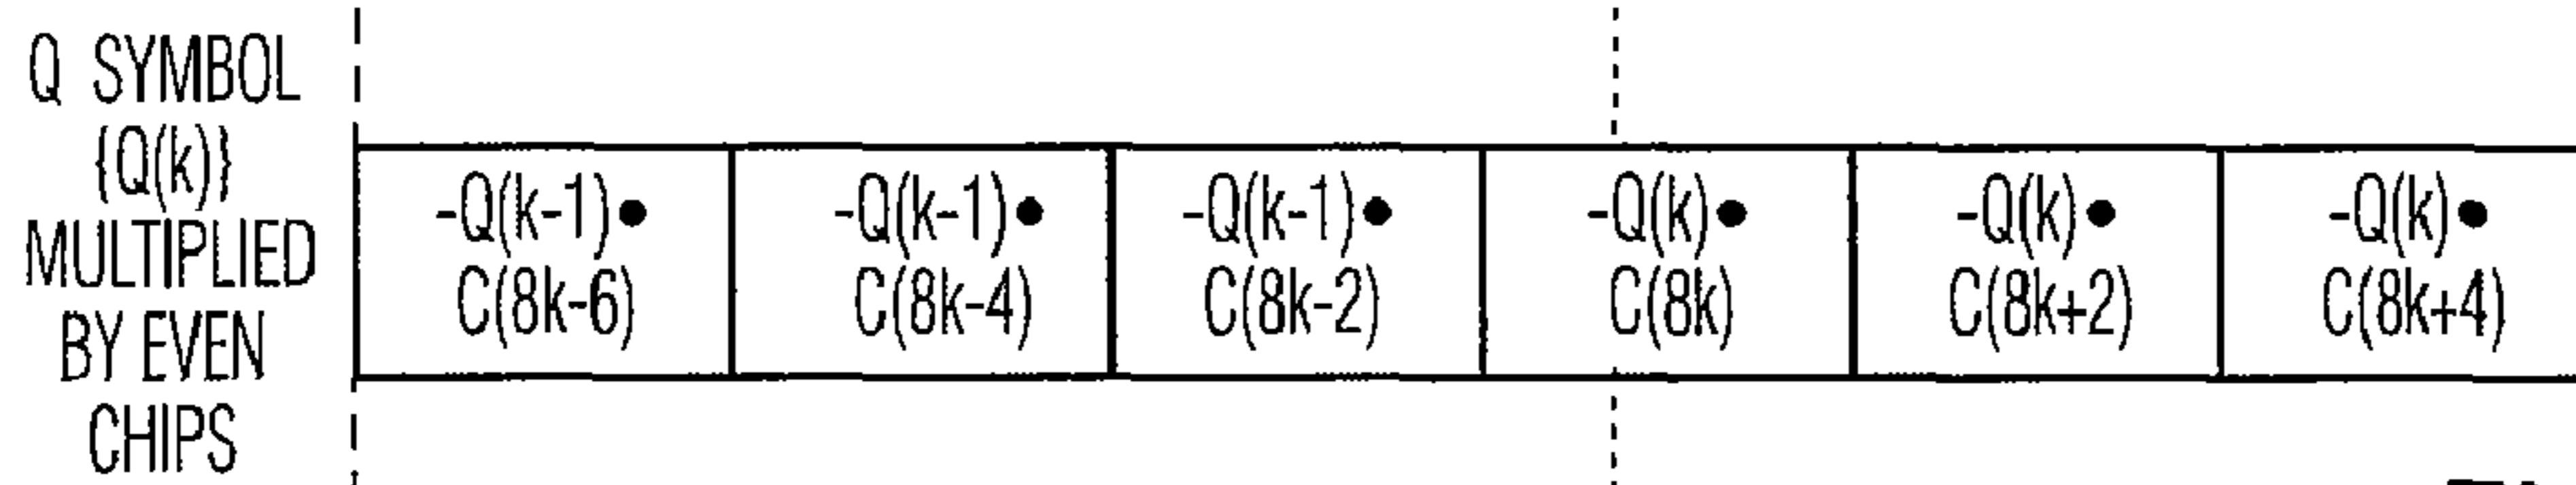 Q SYMBOL
{Q(k)}
MULTIPLIED
BY EVEN
CHIPS
-Q(k-1)●
C(8k-6)
-Q(k-1)●
C(8k-4)
-Q(k-1)●
C(8k-2)
-Q(k)●
C(8k)
-Q(k)●
C(8k+2)
-Q(k)●
C(8k+4)